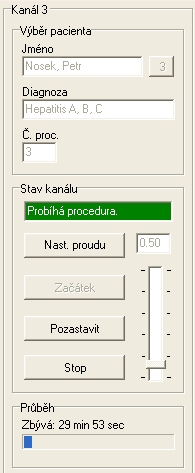 Kanál 3
Výběr pacienta
Jméno
Nosek, Petr
3
Diagnoza
Hepatitis A, B, C
Č. proc.
3
Stav kanálu
Probíhá procedura.
Nast. proudu
0.50
Začátek
Pozastavit
Stop
Průběh
Zbývá: 29 min 53 sec